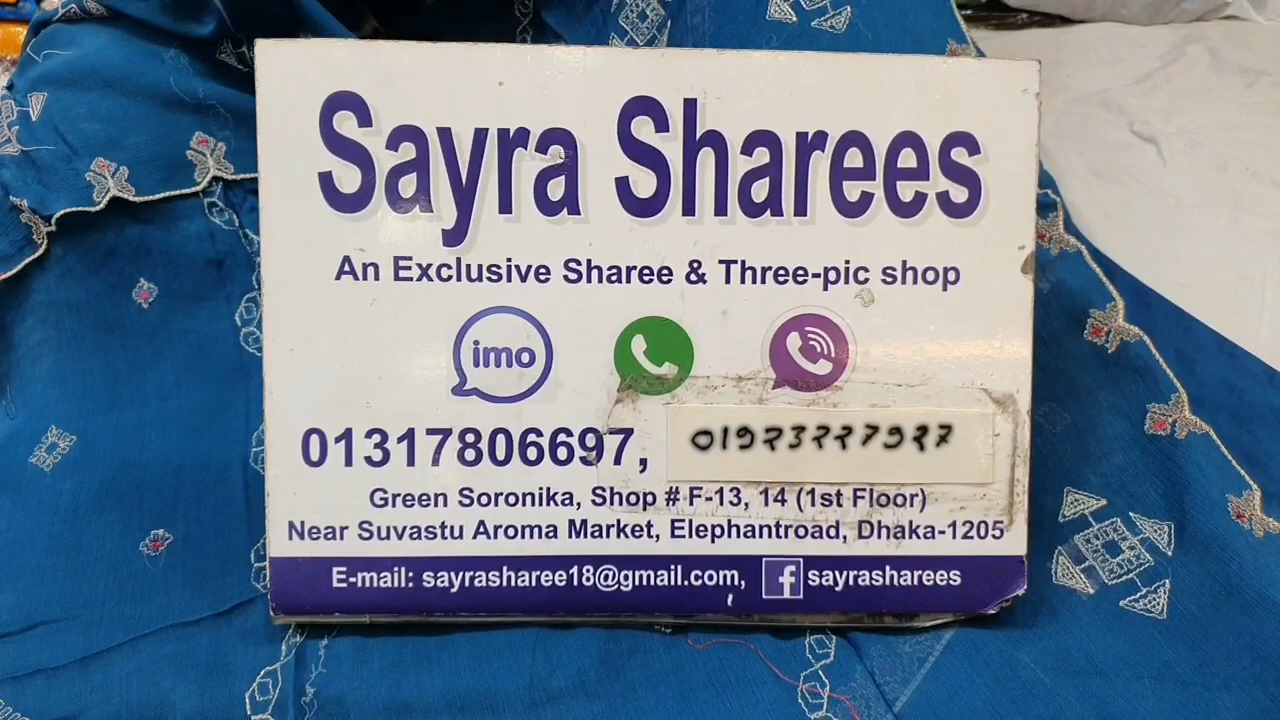 Sayra Sharees
An Exclusive Sharee & Three-pic shop
imo
01317806697,
Green Soronika, Shop # F-13, 14 (1st Floor)
Near Suvastu Aroma Market, Elephantroad, Dhaka-1205
E-mail: sayrasharee18@gmail.com, f sayrasharees